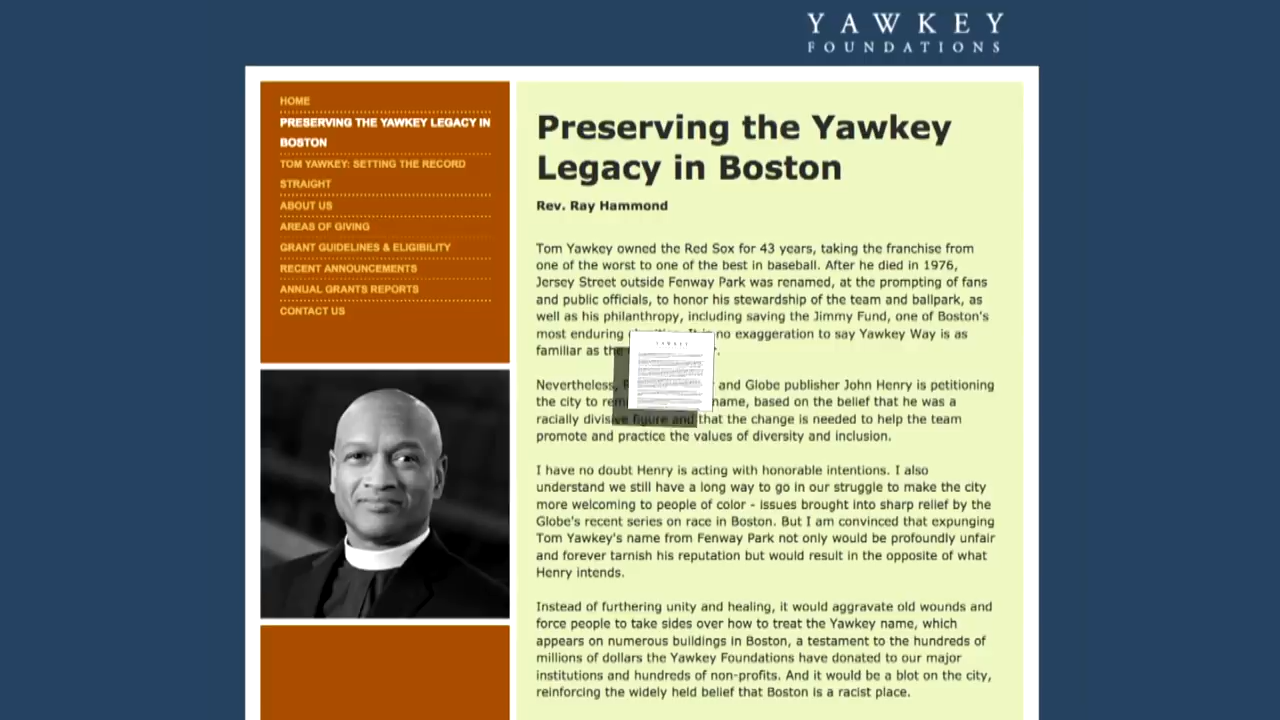 YAWKEY
FOUNDATIONS
HOME
PRESERVING THE YAWKEY LEGACY IN
BOSTON
TOM YAWKEY: SETTING THE RECORD
STRAIGHT
ABOUT US
AREAS OF GIVING
GRANT GUIDELINES & ELIGIBILITY
RECENT ANNOUNCEMENTS
ANNUAL GRANTS REPORTS
CONTACT US
Preserving the Yawkey
Legacy in Boston
Rev. Ray Hammond
Tom Yawkey owned the Red Sox for 43 years, taking the franchise from
one of the worst to one of the best in baseball. After he died in 1976,
Jersey Street outside Fenway Park was renamed, at the prompting of fans
and public officials, to honor his stewardship of the team and ballpark, as
well as his philanthropy, including saving the Jimmy Fund, one of Boston's
most enduring no exaggeration to say Yawkey Way is as
familiar as the
Nevertheless, and Globe publisher John Henry is petitioning
the city to name, based on the belief that he was a
racially divisive figure and that the change is needed to help the team
promote and practice the values of diversity and inclusion.
I have no doubt Henry is acting with honorable intentions. I also
understand we still have a long way to go in our struggle to make the city
more welcoming to people of color - issues brought into sharp relief by the
Globe's recent series on race in Boston. But I am convinced that expunging
Tom Yawkey's name from Fenway Park not only would be profoundly unfair
and forever tarnish his reputation but would result in the opposite of what
Henry intends.
Instead of furthering unity and healing, it would aggravate old wounds and
force people to take sides over how to treat the Yawkey name, which
appears on numerous buildings in Boston, a testament to the hundreds of
millions of dollars the Yawkey Foundations have donated to our major
institutions and hundreds of non-profits. And it would be a blot on the city,
reinforcing the widely held belief that Boston is a racist place.